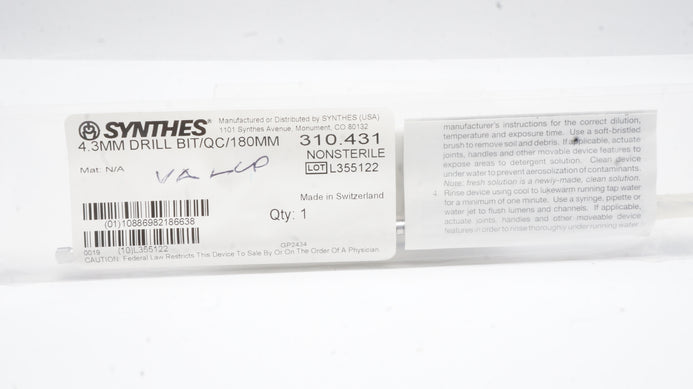 SYNTHES®
Manufactured or Distributed by SYNTHES (USA)
1101 Synthes Avenue, Monument, CO 80132
4.3MM DRILL BIT/QC/180MM
310.431
NONSTERILE
Mat: N/A
LOT L355122
Made in Switzerland
Qty: 1
(01)10886982186638
0019
(10)L355122
GP2434
CAUTION: Federal Law Restricts This Device To Sale By or On The Order Of A Physician
manufacturer's instructions for the correct dilution,
temperature and exposure time. Use a soft-bristled
brush to remove soil and debris. If applicable, actuate
joints, handles and other movable device features to
expose areas to detergent solution. Clean device
under water to prevent aerosolization of contaminants.
Note: fresh solution is a newly-made, clean solution.
4. Rinse device using cool to lukewarm running tap water
for a minimum of one minute. Use a syringe, pipette or
water jet to flush lumens and channels. If applicable,
actuate joints, handles and other moveable device
features in order to rinse thoroughly under running water